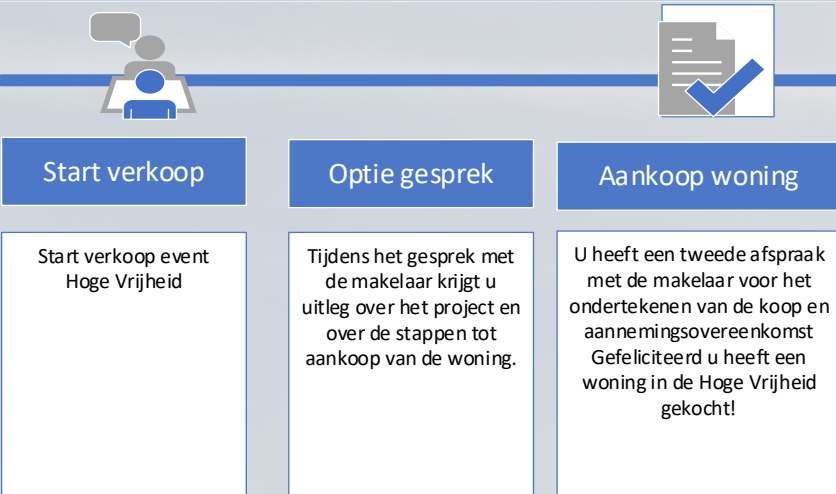 Start verkoop
Optie gesprek
Aankoop woning
Start verkoop event
Hoge Vrijheid
Tijdens het gesprek met
de makelaar krijgt u
uitleg over het project en
over de stappen tot
aankoop van de woning.
U heeft een tweede afspraak
met de makelaar voor het
ondertekenen van de koop en
aannemingsovereenkomst
Gefeliciteerd u heeft een
woning in de Hoge Vrijheid
gekocht!